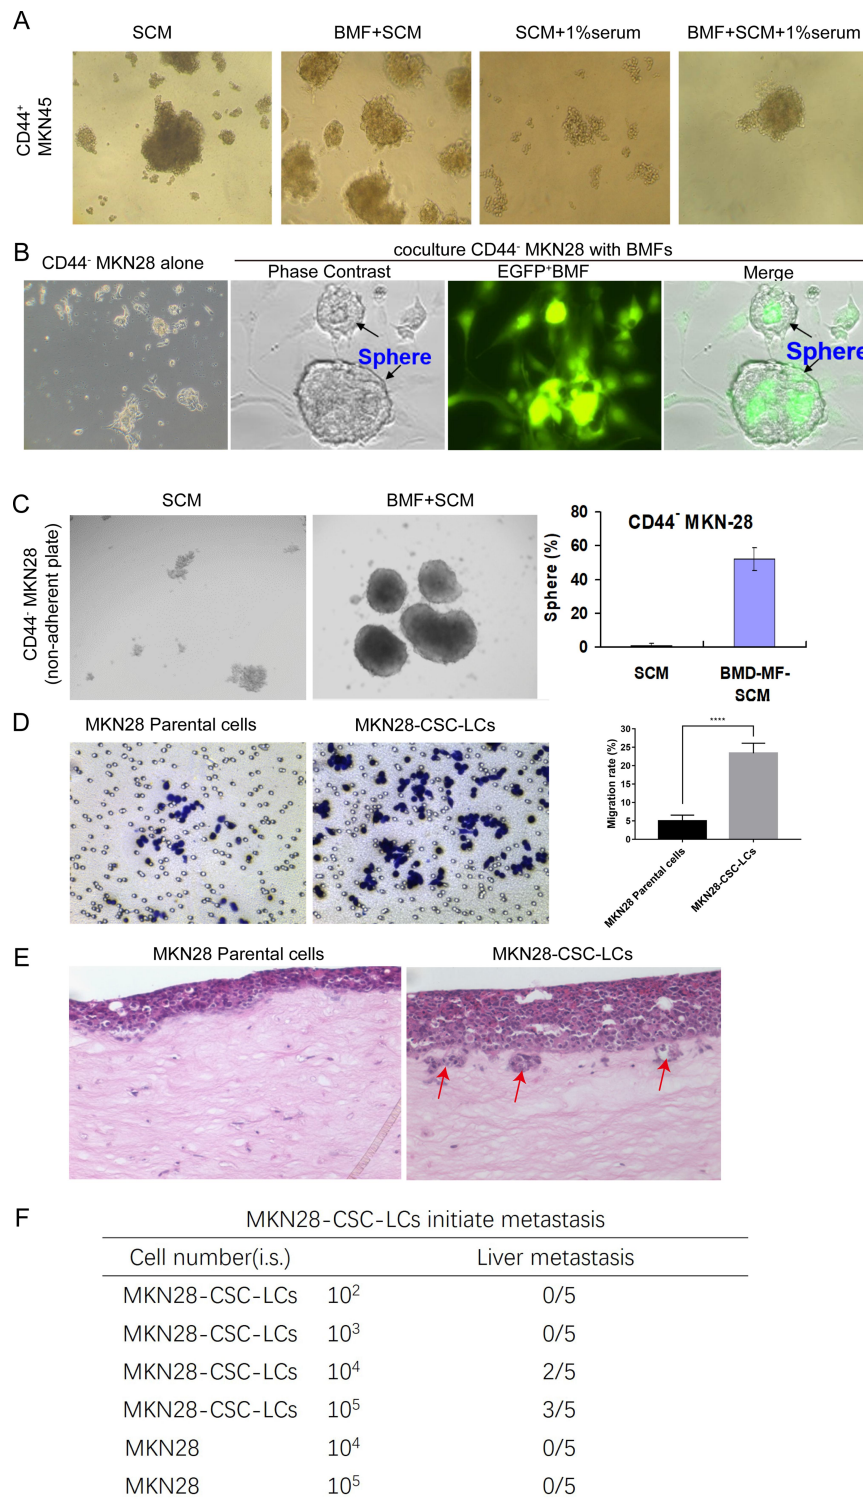 A
SCM
BMF+SCM
SCM+1%serum
BMF+SCM+1%serum
CD44⁺
MKN45
B
CD44⁻ MKN28 alone
coculture CD44⁻ MKN28 with BMFs
Phase Contrast
EGFP⁺BMF
Merge
Sphere
Sphere
C
SCM
BMF+SCM
CD44⁻ MKN28
(non-adherent plate)
CD44⁻ MKN-28
Sphere (%)
80
60
40
20
0
SCM
BMD-MF-
SCM
D
MKN28 Parental cells
MKN28-CSC-LCs
Migration rate (%)
30
25
20
15
10
5
0
****
MKN28 Parental cells
MKN28-CSC-LCs
E
MKN28 Parental cells
MKN28-CSC-LCs
F
MKN28-CSC-LCs initiate metastasis
Cell number(i.s.) Liver metastasis
MKN28-CSC-LCs 10² 0/5
MKN28-CSC-LCs 10³ 0/5
MKN28-CSC-LCs 10⁴ 2/5
MKN28-CSC-LCs 10⁵ 3/5
MKN28 10⁴ 0/5
MKN28 10⁵ 0/5